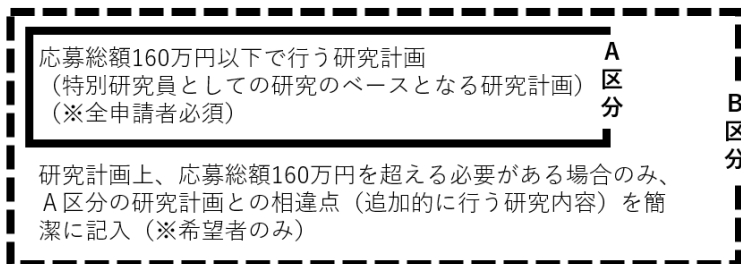 応募総額160万円以下で行う研究計画
（特別研究員としての研究のベースとなる研究計画）
（※全申請者必須）
A区分
研究計画上、応募総額160万円を超える必要がある場合のみ、
A区分の研究計画との相違点（追加的に行う研究内容）を簡
潔に記入（※希望者のみ）
B区分